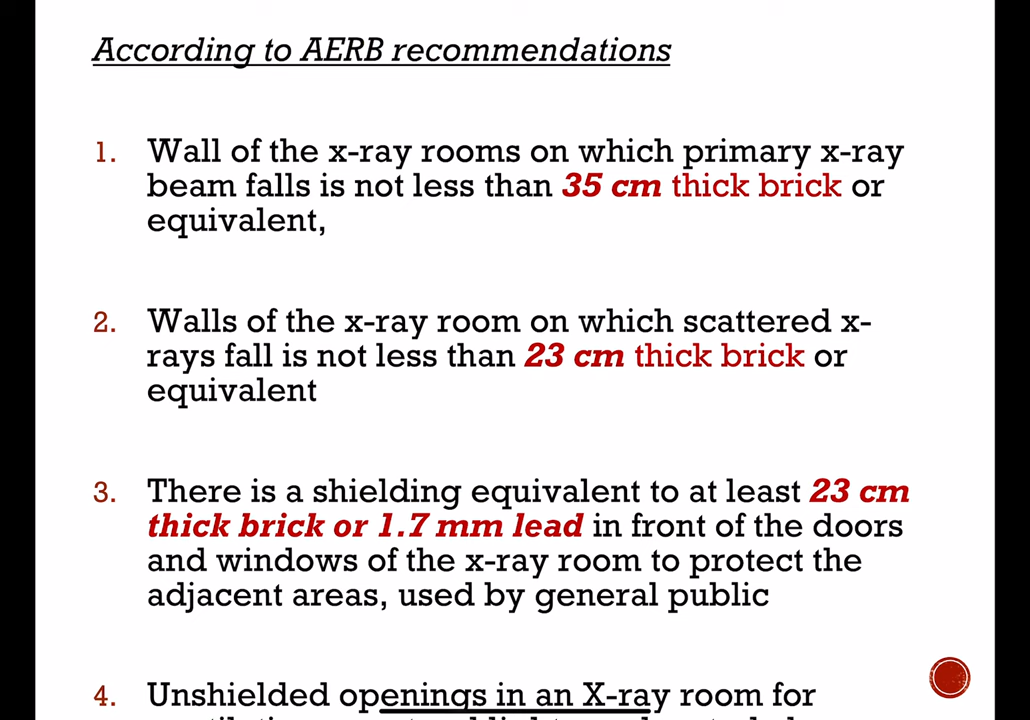 According to AERB recommendations
1. Wall of the x-ray rooms on which primary x-ray
beam falls is not less than 35 cm thick brick or
equivalent,
2. Walls of the x-ray room on which scattered x-
rays fall is not less than 23 cm thick brick or
equivalent
3. There is a shielding equivalent to at least 23 cm
thick brick or 1.7 mm lead in front of the doors
and windows of the x-ray room to protect the
adjacent areas, used by general public
4. Unshielded openings in an X-ray room for